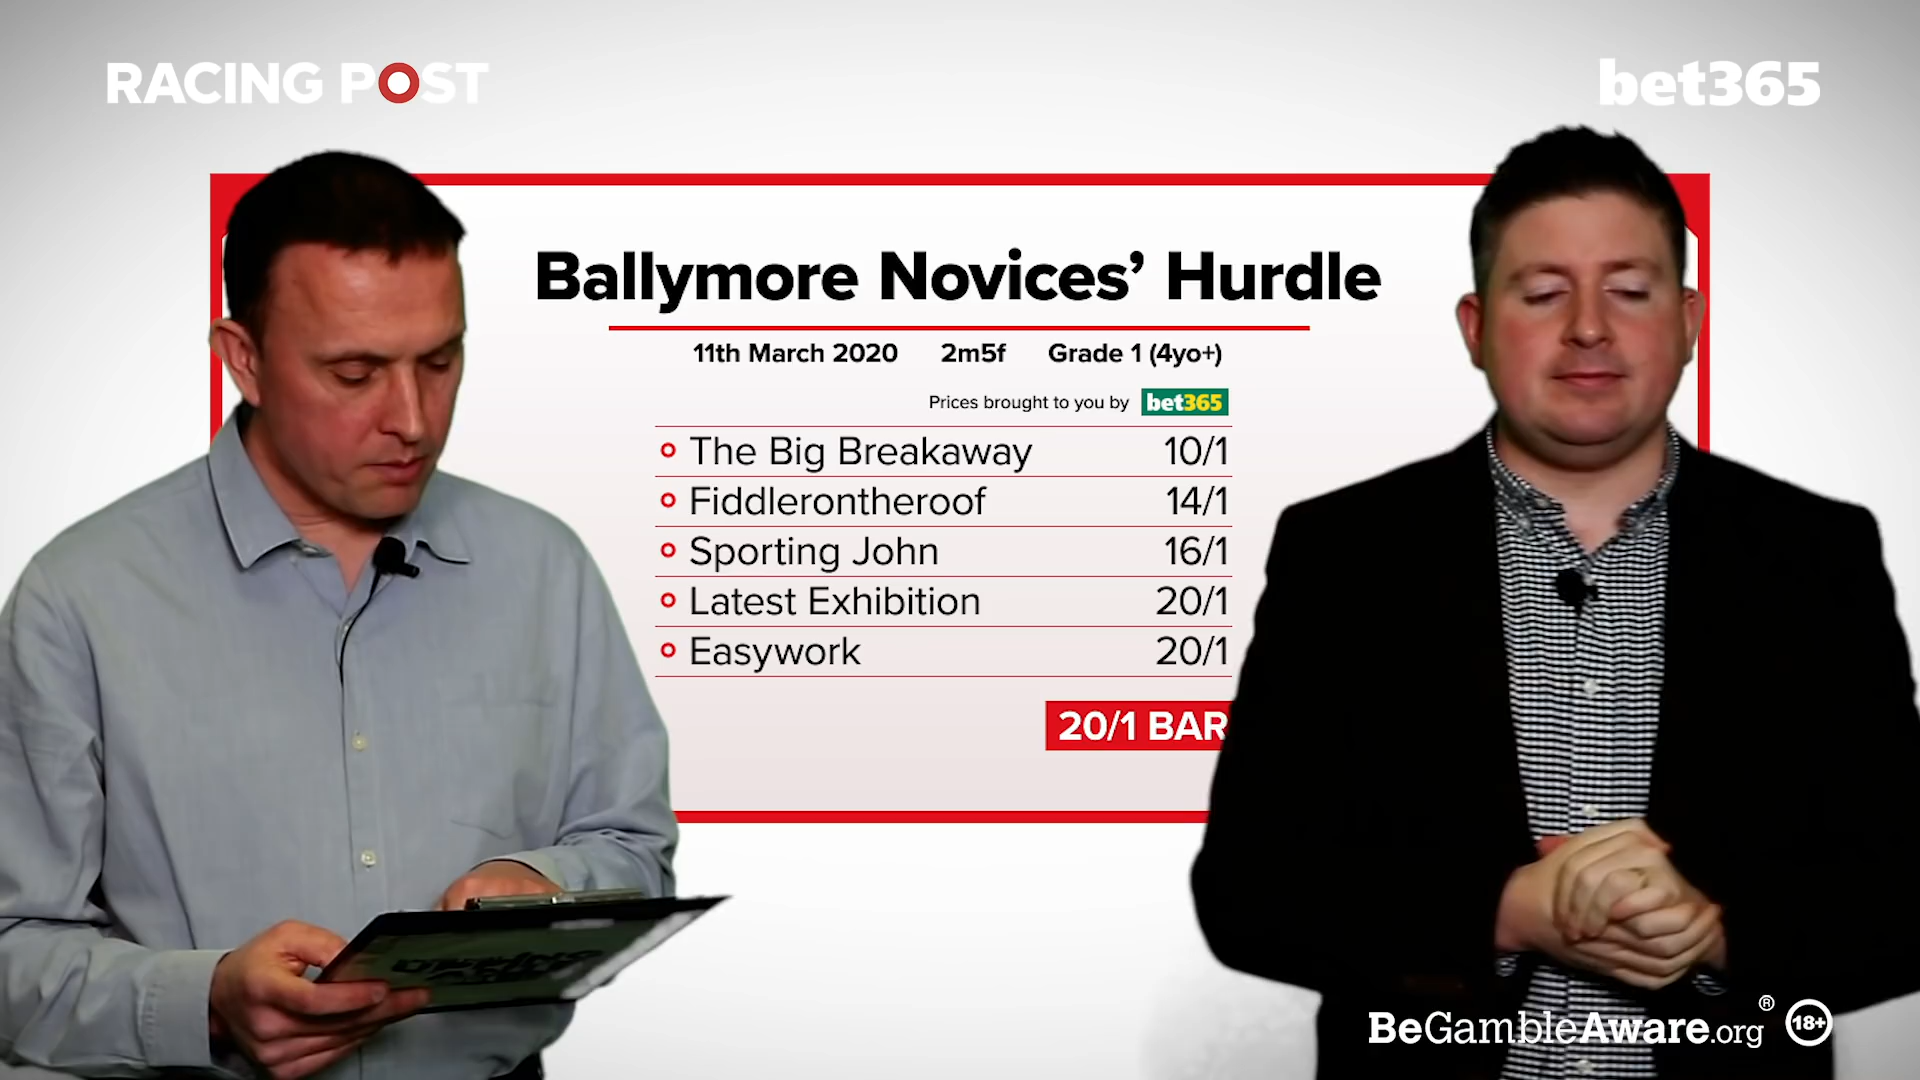 RACING POST
bet365
Ballymore Novices’ Hurdle
11th March 2020 2m5f Grade 1 (4yo+)
Prices brought to you by bet365
The Big Breakaway 10/1
Fiddlerontheroof 14/1
Sporting John 16/1
Latest Exhibition 20/1
Easywork 20/1
20/1 BAR
BeGambleAware.org® 18+